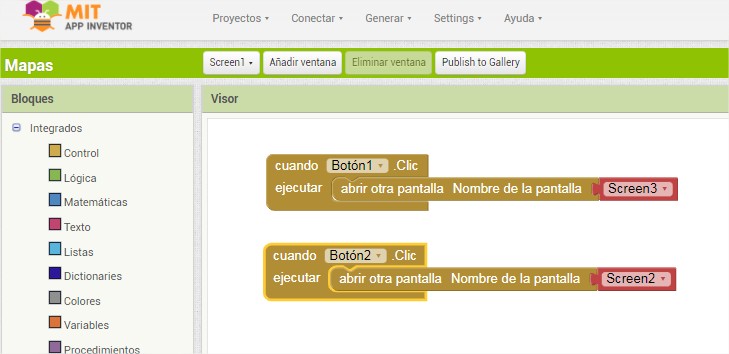 MIT
APP INVENTOR
Proyectos Conectar Generar Settings Ayuda
Mapas
Screen1 Añadir ventana Eliminar ventana Publish to Gallery
Bloques
Visor
Integrados
Control
Lógica
Matemáticas
Texto
Listas
Dictionaries
Colores
Variables
Procedimientos
cuando Botón1 .Clic
ejecutar abrir otra pantalla Nombre de la pantalla Screen3
cuando Botón2 .Clic
ejecutar abrir otra pantalla Nombre de la pantalla Screen2